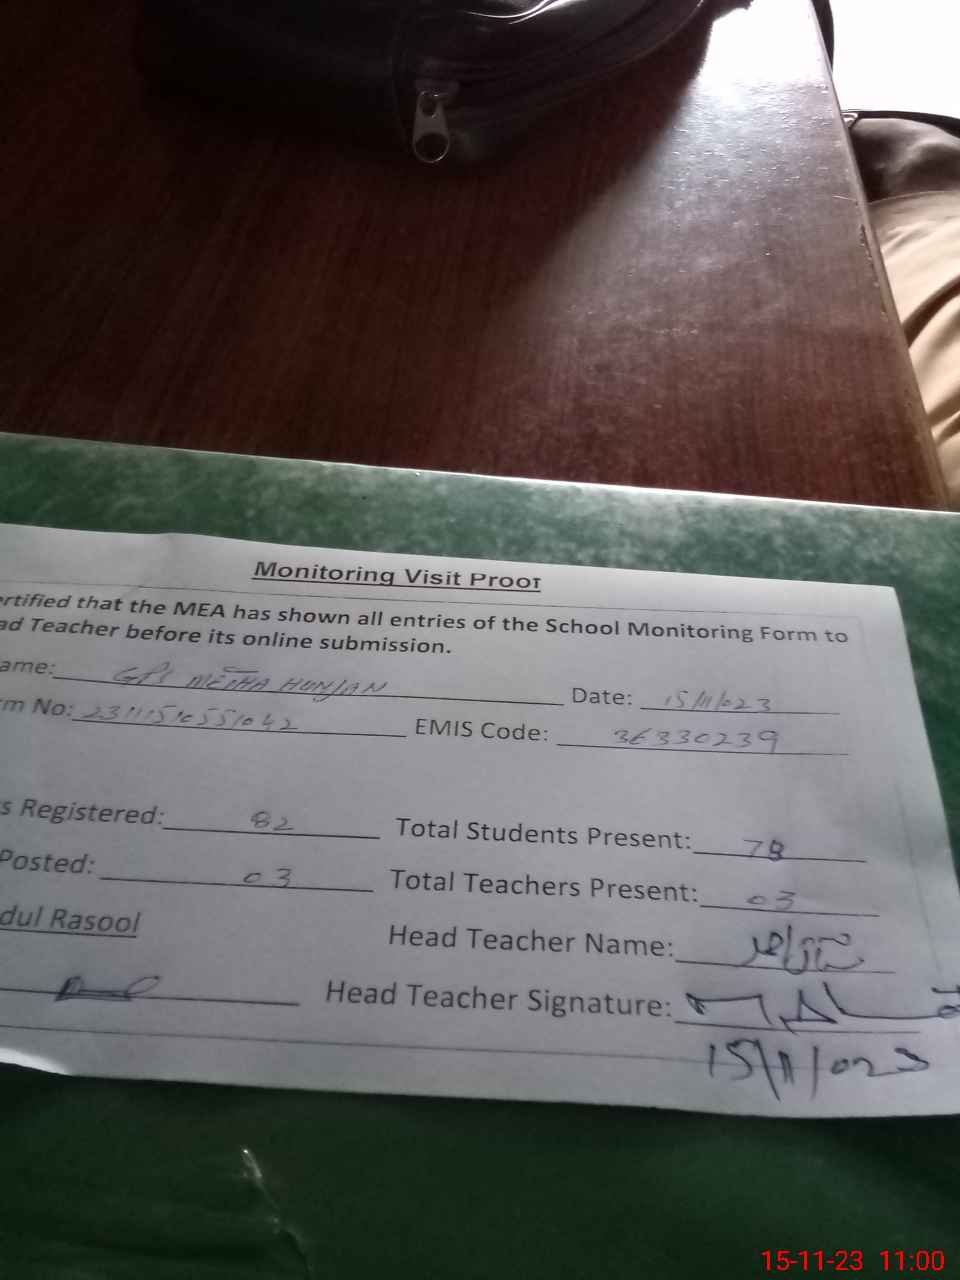 Monitoring Visit Proof
ertified that the MEA has shown all entries of the School Monitoring Form to
ad Teacher before its online submission.
ame: GPS METHA HUNJAN Date: 15/11/023
rm No: 23111510551042 EMIS Code: 36330239
s Registered: 82 Total Students Present: 78
Posted: 03 Total Teachers Present: 03
dul Rasool Head Teacher Name:
Head Teacher Signature:
15/11/023
15-11-23 11:00